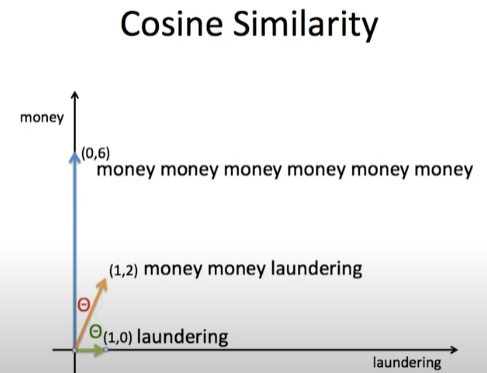 Cosine Similarity
money
(0,6)
money money money money money money
(1,2) money money laundering
Θ
Θ(1,0) laundering
laundering